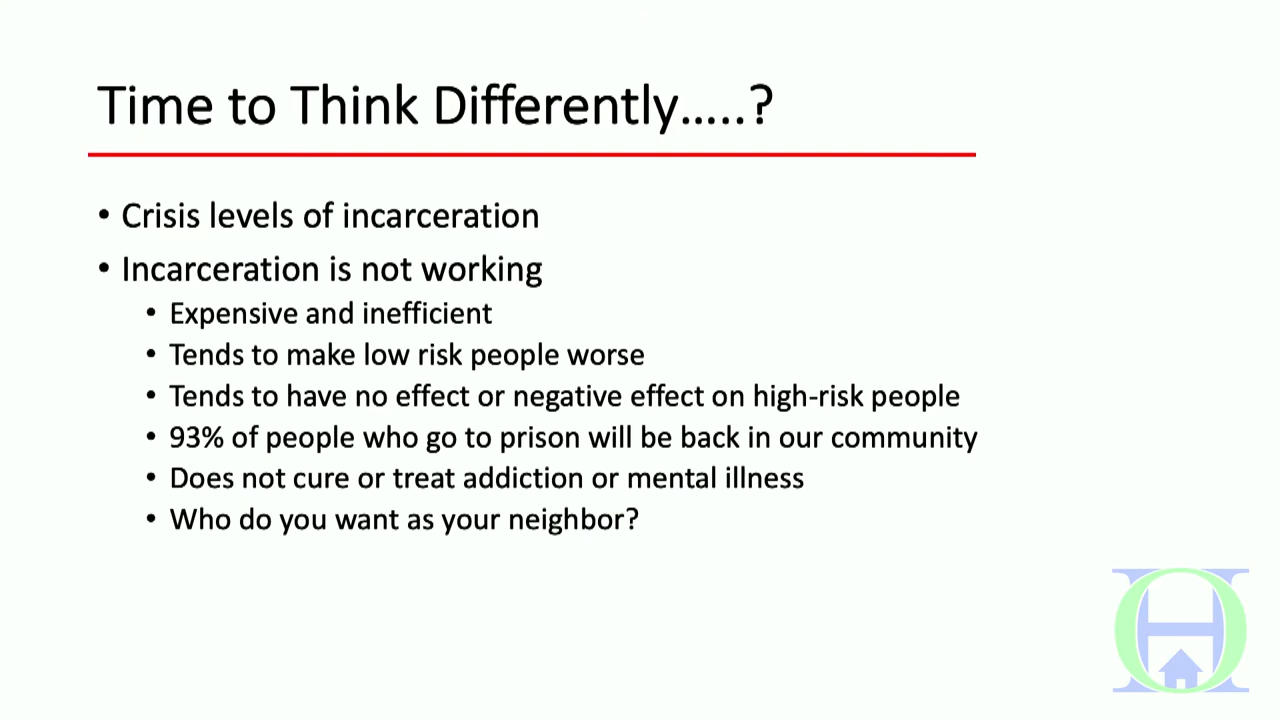 Time to Think Differently.....?
• Crisis levels of incarceration
• Incarceration is not working
• Expensive and inefficient
• Tends to make low risk people worse
• Tends to have no effect or negative effect on high-risk people
• 93% of people who go to prison will be back in our community
• Does not cure or treat addiction or mental illness
• Who do you want as your neighbor?
HO